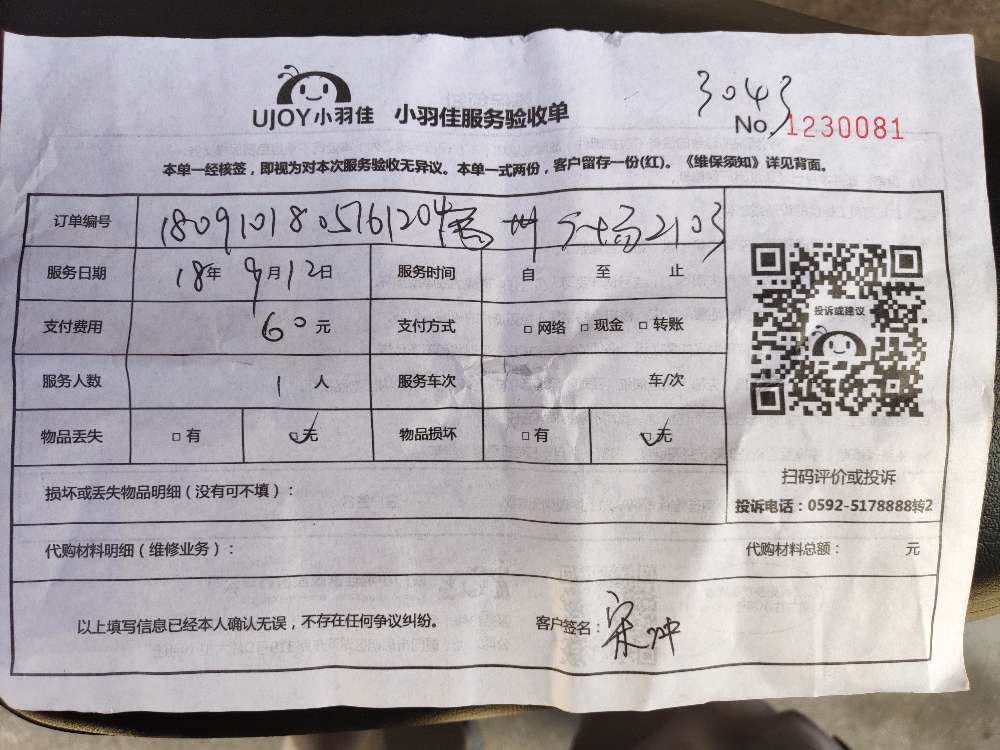 3043
UJOY小羽佳 小羽佳服务验收单 No. 1230081
本单一经核签，即视为对本次服务验收无异议。本单一式两份，客户留存一份(红)。《维保须知》详见背面。
订单编号 1809101805761204 2103
服务日期 18年9月12日 服务时间 自 至 止
支付费用 60元 支付方式 □网络 □现金 □转账
服务人数 1人 服务车次 车/次
物品丢失 □有 ☑无 物品损坏 □有 ☑无
投诉或建议
扫码评价或投诉
投诉电话：0592-5178888转2
损坏或丢失物品明细（没有可不填）：
代购材料明细（维修业务）： 代购材料总额： 元
以上填写信息已经本人确认无误，不存在任何争议纠纷。 客户签名：宋冲